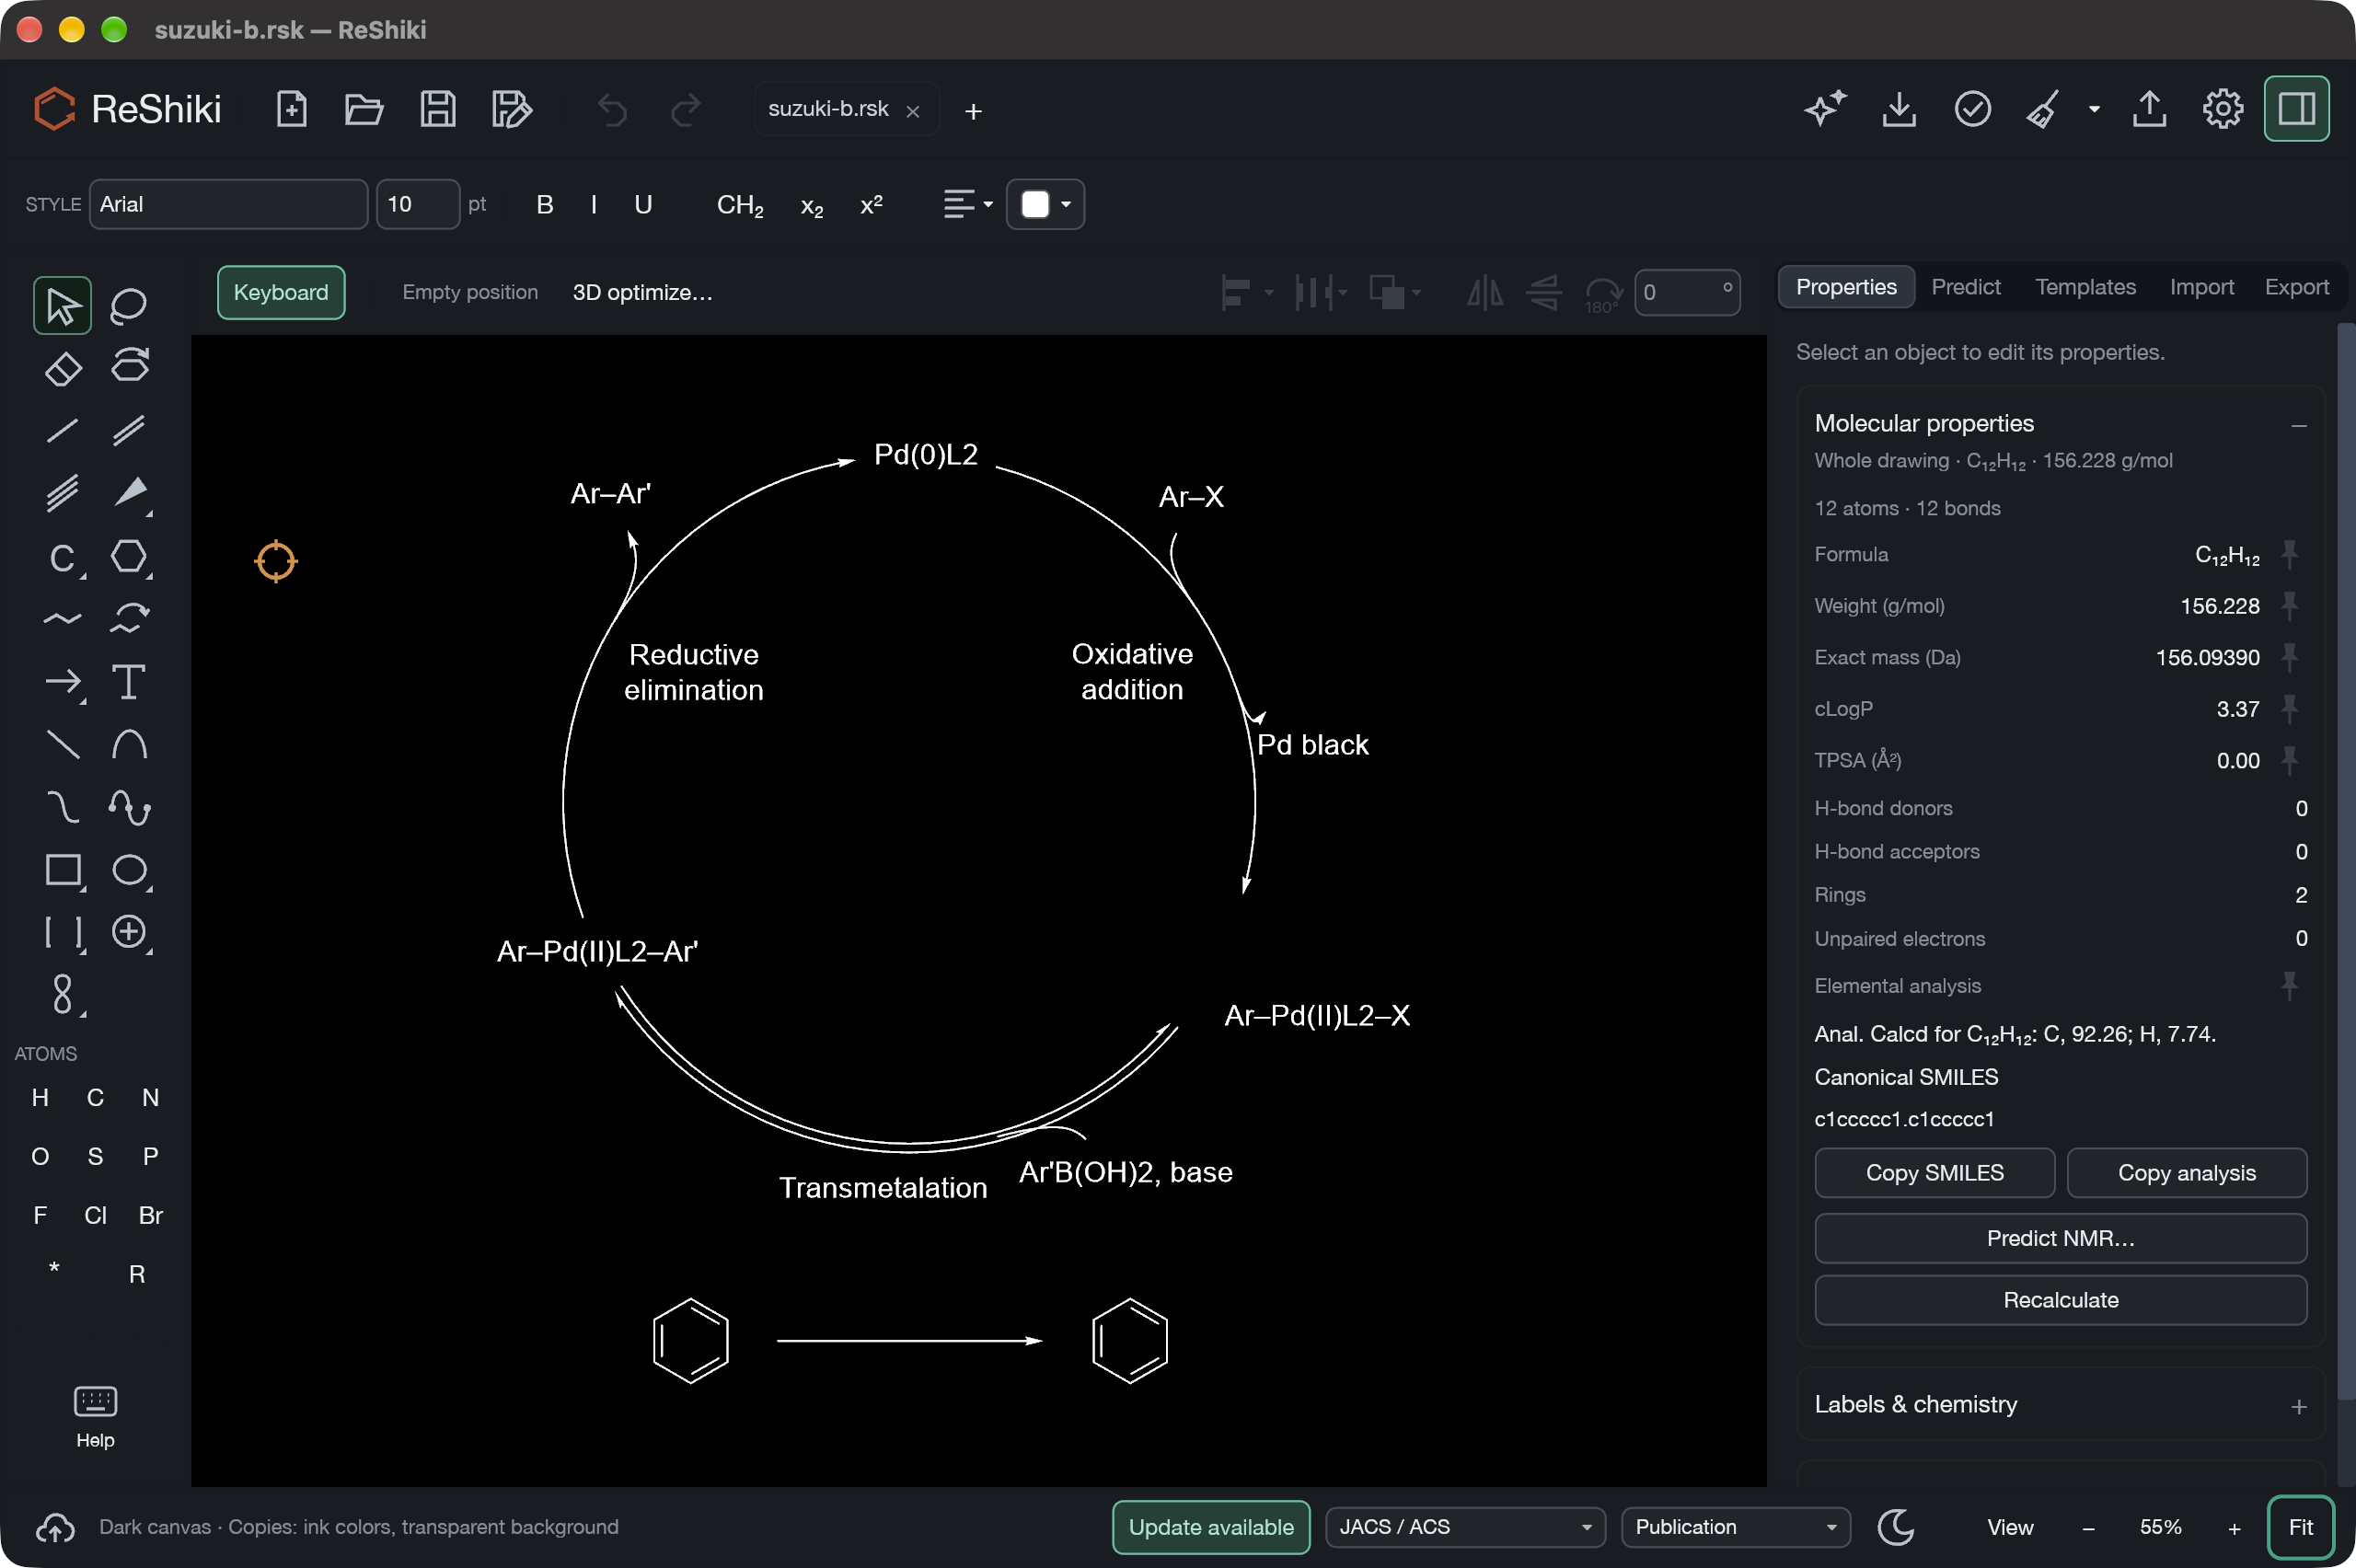 suzuki-b.rsk — ReShiki
ReShiki
suzuki-b.rsk
STYLE Arial 10 pt B I U CH₂ x₂ x²
Keyboard Empty position 3D optimize... 180° 0 °
Properties Predict Templates Import Export
Select an object to edit its properties.
Molecular properties
Whole drawing · C₁₂H₁₂ · 156.228 g/mol
12 atoms · 12 bonds
Formula C₁₂H₁₂
Weight (g/mol) 156.228
Exact mass (Da) 156.09390
cLogP 3.37
TPSA (Å²) 0.00
H-bond donors 0
H-bond acceptors 0
Rings 2
Unpaired electrons 0
Elemental analysis
Anal. Calcd for C₁₂H₁₂: C, 92.26; H, 7.74.
Canonical SMILES
c1ccccc1.c1ccccc1
Copy SMILES Copy analysis
Predict NMR...
Recalculate
Labels & chemistry
Pd(0)L2
Ar–Ar'
Ar–X
Reductive
elimination
Oxidative
addition
Pd black
Ar–Pd(II)L2–Ar'
Ar–Pd(II)L2–X
Ar'B(OH)2, base
Transmetalation
C
T
ATOMS
H C N
O S P
F Cl Br
* R
Help
Dark canvas · Copies: ink colors, transparent background
Update available JACS / ACS Publication View – 55% + Fit